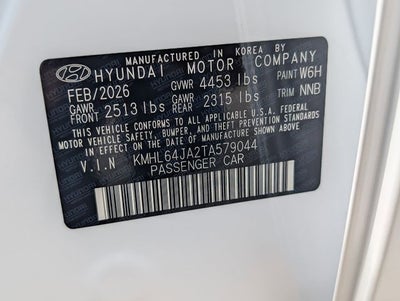 MANUFACTURED IN KOREA BY
HYUNDAI MOTOR COMPANY
FEB/2026 GVWR 4453 lbs PAINT W6H
GAWR FRONT 2513 lbs GAWR REAR 2315 lbs TRIM NNB
THIS VEHICLE CONFORMS TO ALL APPLICABLE U.S.A. FEDERAL
MOTOR VEHICLE SAFETY, BUMPER, AND THEFT PREVENTION STANDARDS
IN EFFECT ON THE DATE OF MANUFACTURE SHOWN ABOVE.
V.I.N KMHL64JA2TA579044
PASSENGER CAR